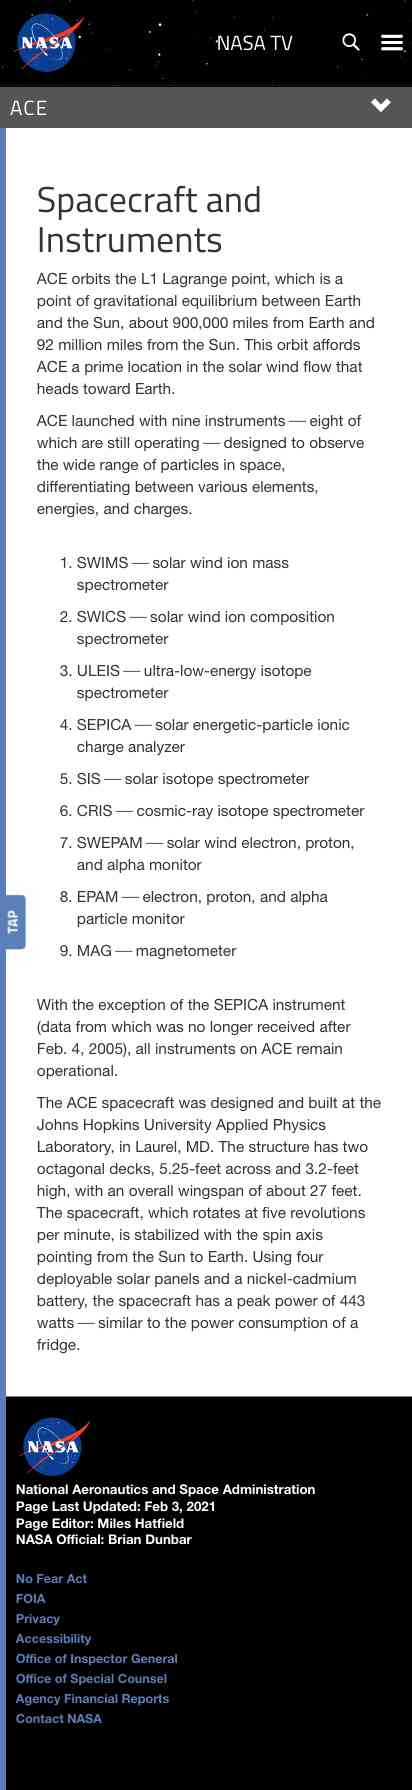 NASA
NASA TV
ACE
Spacecraft and
Instruments
ACE orbits the L1 Lagrange point, which is a
point of gravitational equilibrium between Earth
and the Sun, about 900,000 miles from Earth and
92 million miles from the Sun. This orbit affords
ACE a prime location in the solar wind flow that
heads toward Earth.
ACE launched with nine instruments — eight of
which are still operating — designed to observe
the wide range of particles in space,
differentiating between various elements,
energies, and charges.
1. SWIMS — solar wind ion mass
spectrometer
2. SWICS — solar wind ion composition
spectrometer
3. ULEIS — ultra-low-energy isotope
spectrometer
4. SEPICA — solar energetic-particle ionic
charge analyzer
5. SIS — solar isotope spectrometer
6. CRIS — cosmic-ray isotope spectrometer
7. SWEPAM — solar wind electron, proton,
and alpha monitor
8. EPAM — electron, proton, and alpha
particle monitor
9. MAG — magnetometer
TAP
With the exception of the SEPICA instrument
(data from which was no longer received after
Feb. 4, 2005), all instruments on ACE remain
operational.
The ACE spacecraft was designed and built at the
Johns Hopkins University Applied Physics
Laboratory, in Laurel, MD. The structure has two
octagonal decks, 5.25-feet across and 3.2-feet
high, with an overall wingspan of about 27 feet.
The spacecraft, which rotates at five revolutions
per minute, is stabilized with the spin axis
pointing from the Sun to Earth. Using four
deployable solar panels and a nickel-cadmium
battery, the spacecraft has a peak power of 443
watts — similar to the power consumption of a
fridge.
NASA
National Aeronautics and Space Administration
Page Last Updated: Feb 3, 2021
Page Editor: Miles Hatfield
NASA Official: Brian Dunbar
No Fear Act
FOIA
Privacy
Accessibility
Office of Inspector General
Office of Special Counsel
Agency Financial Reports
Contact NASA